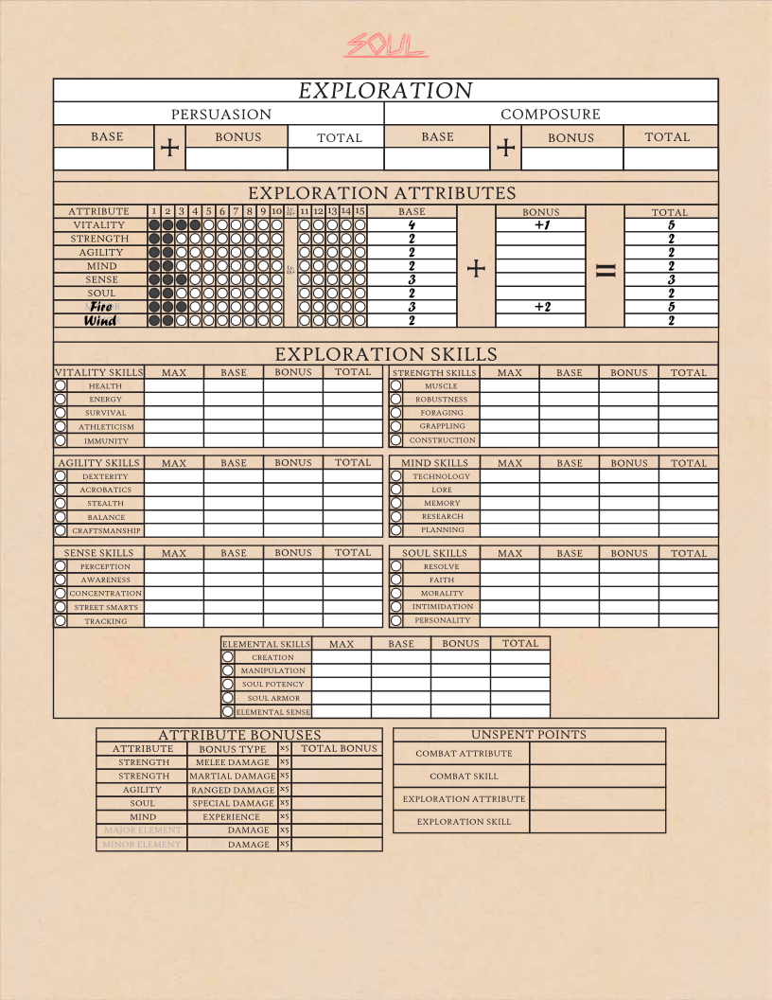 SOUL
EXPLORATION
PERSUASION COMPOSURE
BASE + BONUS TOTAL BASE + BONUS TOTAL
EXPLORATION ATTRIBUTES
ATTRIBUTE 1 2 3 4 5 6 7 8 9 10 11 12 13 14 15 BASE BONUS TOTAL
VITALITY 4 +1 5
STRENGTH 2 2
AGILITY 2 2
MIND 2 + = 2
SENSE 3 3
SOUL 2 2
Fire 3 +2 5
Wind 2 2
EXPLORATION SKILLS
VITALITY SKILLS MAX BASE BONUS TOTAL STRENGTH SKILLS MAX BASE BONUS TOTAL
HEALTH MUSCLE
ENERGY ROBUSTNESS
SURVIVAL FORAGING
ATHLETICISM GRAPPLING
IMMUNITY CONSTRUCTION
AGILITY SKILLS MAX BASE BONUS TOTAL MIND SKILLS MAX BASE BONUS TOTAL
DEXTERITY TECHNOLOGY
ACROBATICS LORE
STEALTH MEMORY
BALANCE RESEARCH
CRAFTSMANSHIP PLANNING
SENSE SKILLS MAX BASE BONUS TOTAL SOUL SKILLS MAX BASE BONUS TOTAL
PERCEPTION RESOLVE
AWARENESS FAITH
CONCENTRATION MORALITY
STREET SMARTS INTIMIDATION
TRACKING PERSONALITY
ELEMENTAL SKILLS MAX BASE BONUS TOTAL
CREATION
MANIPULATION
SOUL POTENCY
SOUL ARMOR
ELEMENTAL SENSE
ATTRIBUTE BONUSES UNSPENT POINTS
ATTRIBUTE BONUS TYPE x5 TOTAL BONUS
STRENGTH MELEE DAMAGE x5 COMBAT ATTRIBUTE
STRENGTH MARTIAL DAMAGE x5 COMBAT SKILL
AGILITY RANGED DAMAGE x5 EXPLORATION ATTRIBUTE
SOUL SPECIAL DAMAGE x5 EXPLORATION SKILL
MIND EXPERIENCE x5
MAJOR ELEMENT DAMAGE x5
MINOR ELEMENT DAMAGE x5